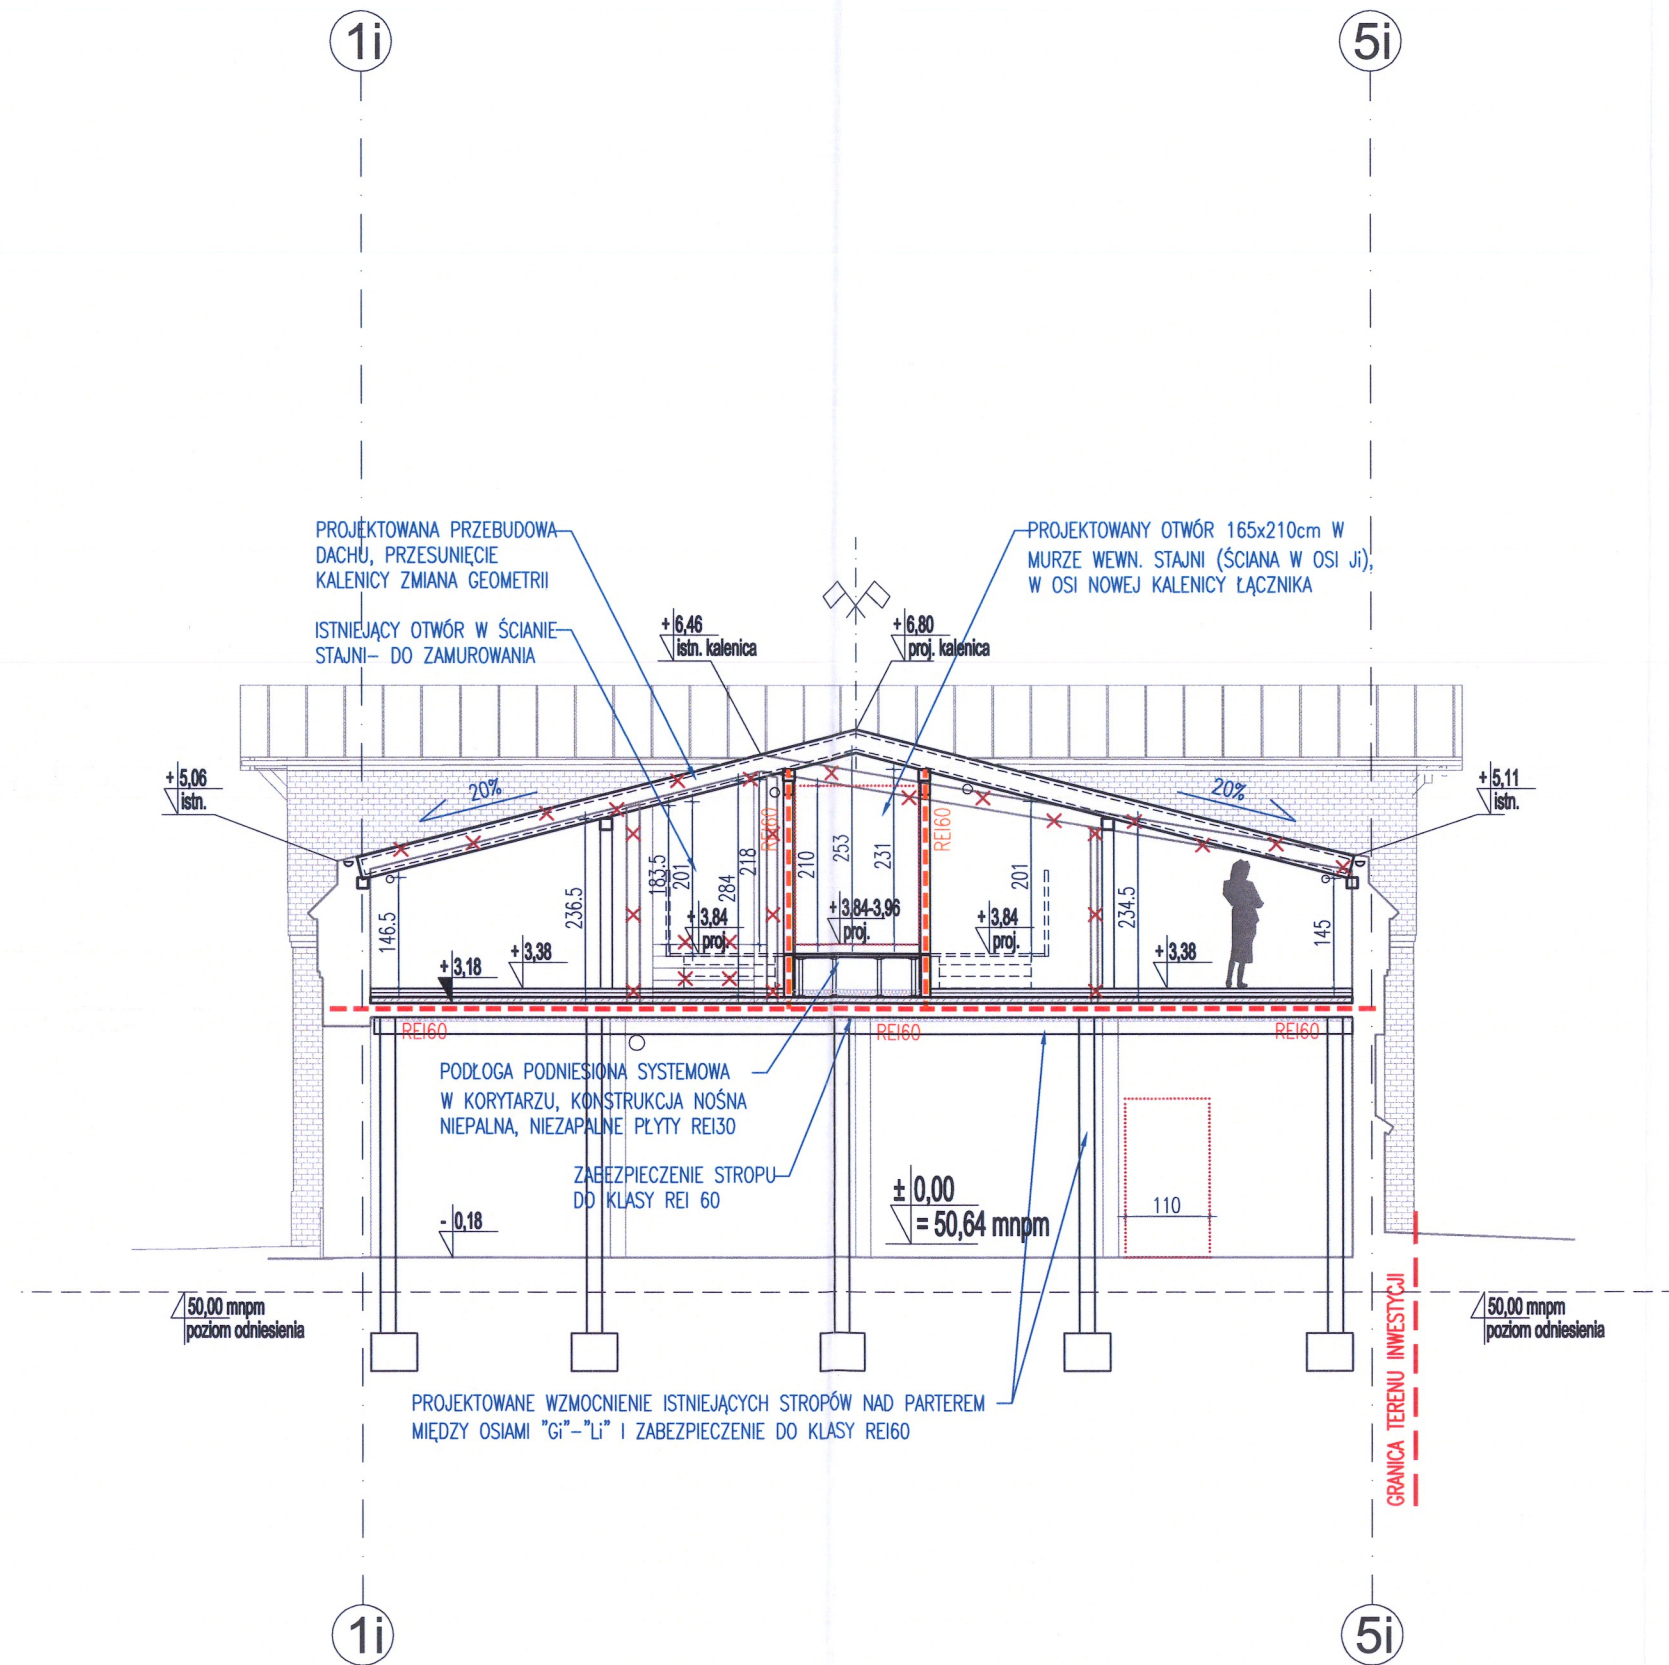 1i
5i
PROJEKTOWANA PRZEBUDOWA
DACHU, PRZESUNIĘCIE
KALENICY ZMIANA GEOMETRII
PROJEKTOWANY OTWÓR 165x210cm W
MURZE WEWN. STAJNI (ŚCIANA W OSI Ji),
W OSI NOWEJ KALENICY ŁĄCZNIKA
ISTNIEJĄCY OTWÓR W ŚCIANIE
STAJNI- DO ZAMUROWANIA
+ 6,46
istn. kalenica
+ 6,80
proj. kalenica
+ 5,06
istn.
20%
20%
+ 5,11
istn.
REI60
REI60
146.5
236.5
183.5
201
284
218
210
253
231
201
234.5
145
+ 3,84
proj.
+ 3,84-3,96
proj.
+ 3,84
proj.
+ 3,18
+ 3,38
+ 3,38
REI60
REI60
REI60
PODŁOGA PODNIESIONA SYSTEMOWA
W KORYTARZU, KONSTRUKCJA NOŚNA
NIEPALNA, NIEZAPALNE PŁYTY REI30
ZABEZPIECZENIE STROPU
DO KLASY REI 60
± 0,00
= 50,64 mnpm
110
- 0,18
50,00 mnpm
poziom odniesienia
50,00 mnpm
poziom odniesienia
GRANICA TERENU INWESTYCJI
PROJEKTOWANE WZMOCNIENIE ISTNIEJĄCYCH STROPÓW NAD PARTEREM
MIĘDZY OSIAMI "Gi"-"Li" I ZABEZPIECZENIE DO KLASY REI60
1i
5i